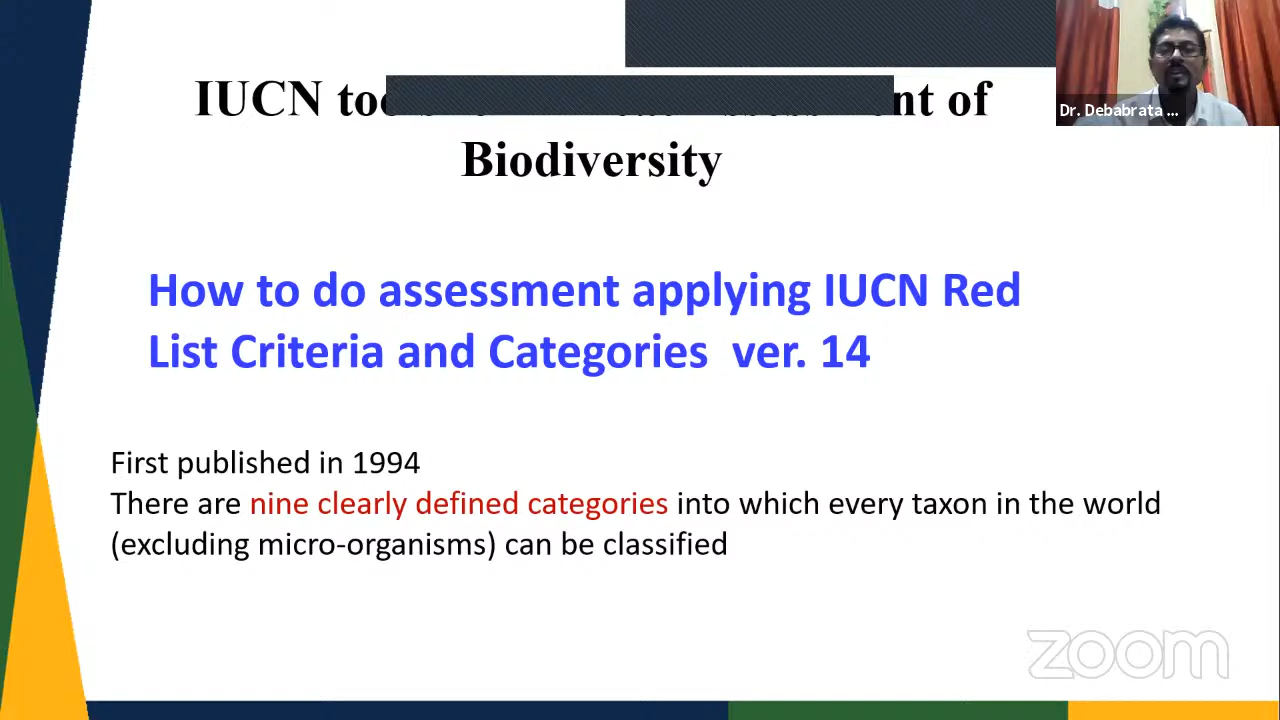 IUCN
nt of
Biodiversity
How to do assessment applying IUCN Red
List Criteria and Categories ver. 14
First published in 1994
There are nine clearly defined categories into which every taxon in the world
(excluding micro-organisms) can be classified
Dr. Debabrata ...
zoom